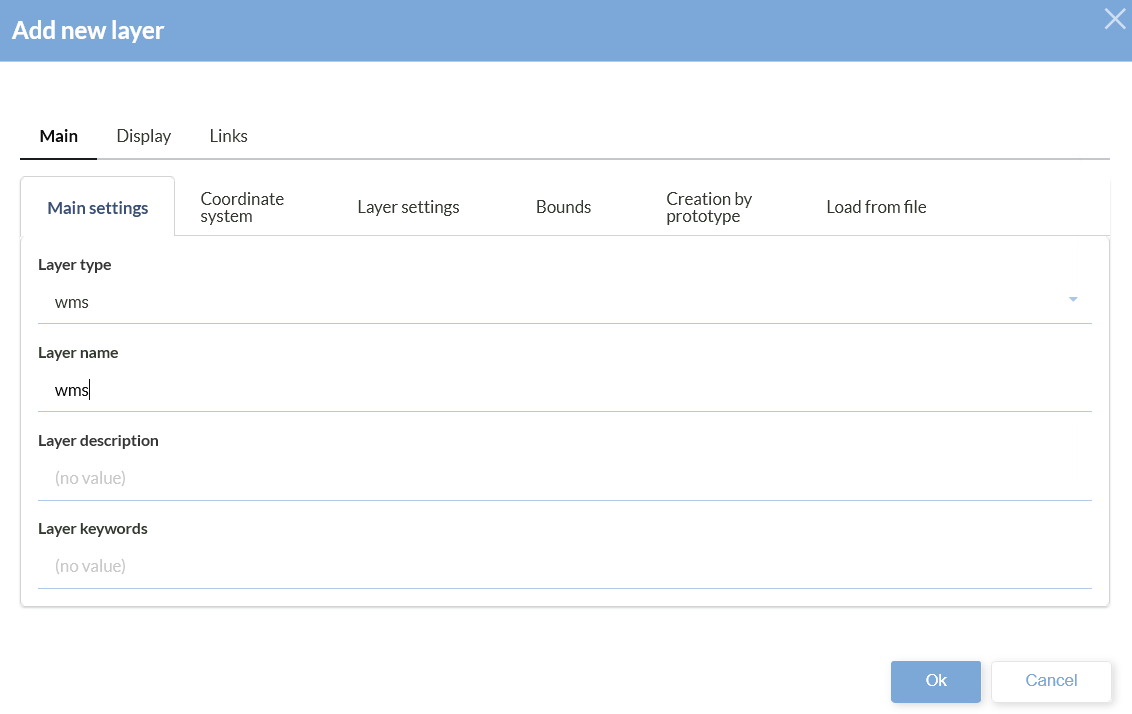 Add new layer
Main Display Links
Main settings
Coordinate system
Layer settings
Bounds
Creation by prototype
Load from file
Layer type
wms
Layer name
wms
Layer description
(no value)
Layer keywords
(no value)
Ok Cancel